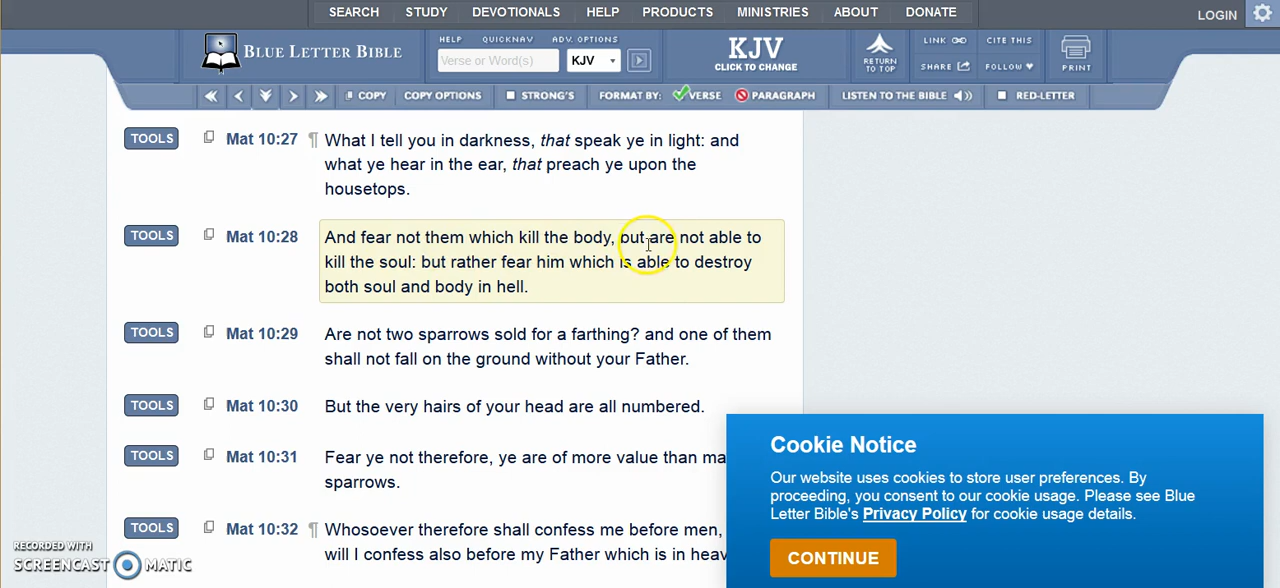 SEARCH STUDY DEVOTIONALS HELP PRODUCTS MINISTRIES ABOUT DONATE LOGIN
BLUE LETTER BIBLE
HELP QUICKNAV ADV. OPTIONS
Verse or Word(s) KJV
KJV
CLICK TO CHANGE
RETURN
TO TOP
LINK CITE THIS
SHARE FOLLOW
PRINT
COPY COPY OPTIONS STRONG'S FORMAT BY: VERSE PARAGRAPH LISTEN TO THE BIBLE RED-LETTER
TOOLS Mat 10:27 ¶ What I tell you in darkness, that speak ye in light: and
what ye hear in the ear, that preach ye upon the
housetops.
TOOLS Mat 10:28 And fear not them which kill the body, but are not able to
kill the soul: but rather fear him which is able to destroy
both soul and body in hell.
TOOLS Mat 10:29 Are not two sparrows sold for a farthing? and one of them
shall not fall on the ground without your Father.
TOOLS Mat 10:30 But the very hairs of your head are all numbered.
TOOLS Mat 10:31 Fear ye not therefore, ye are of more value than ma
sparrows.
TOOLS Mat 10:32 ¶ Whosoever therefore shall confess me before men,
will I confess also before my Father which is in heav
Cookie Notice
Our website uses cookies to store user preferences. By
proceeding, you consent to our cookie usage. Please see Blue
Letter Bible's Privacy Policy for cookie usage details.
CONTINUE
RECORDED WITH
SCREENCAST MATIC